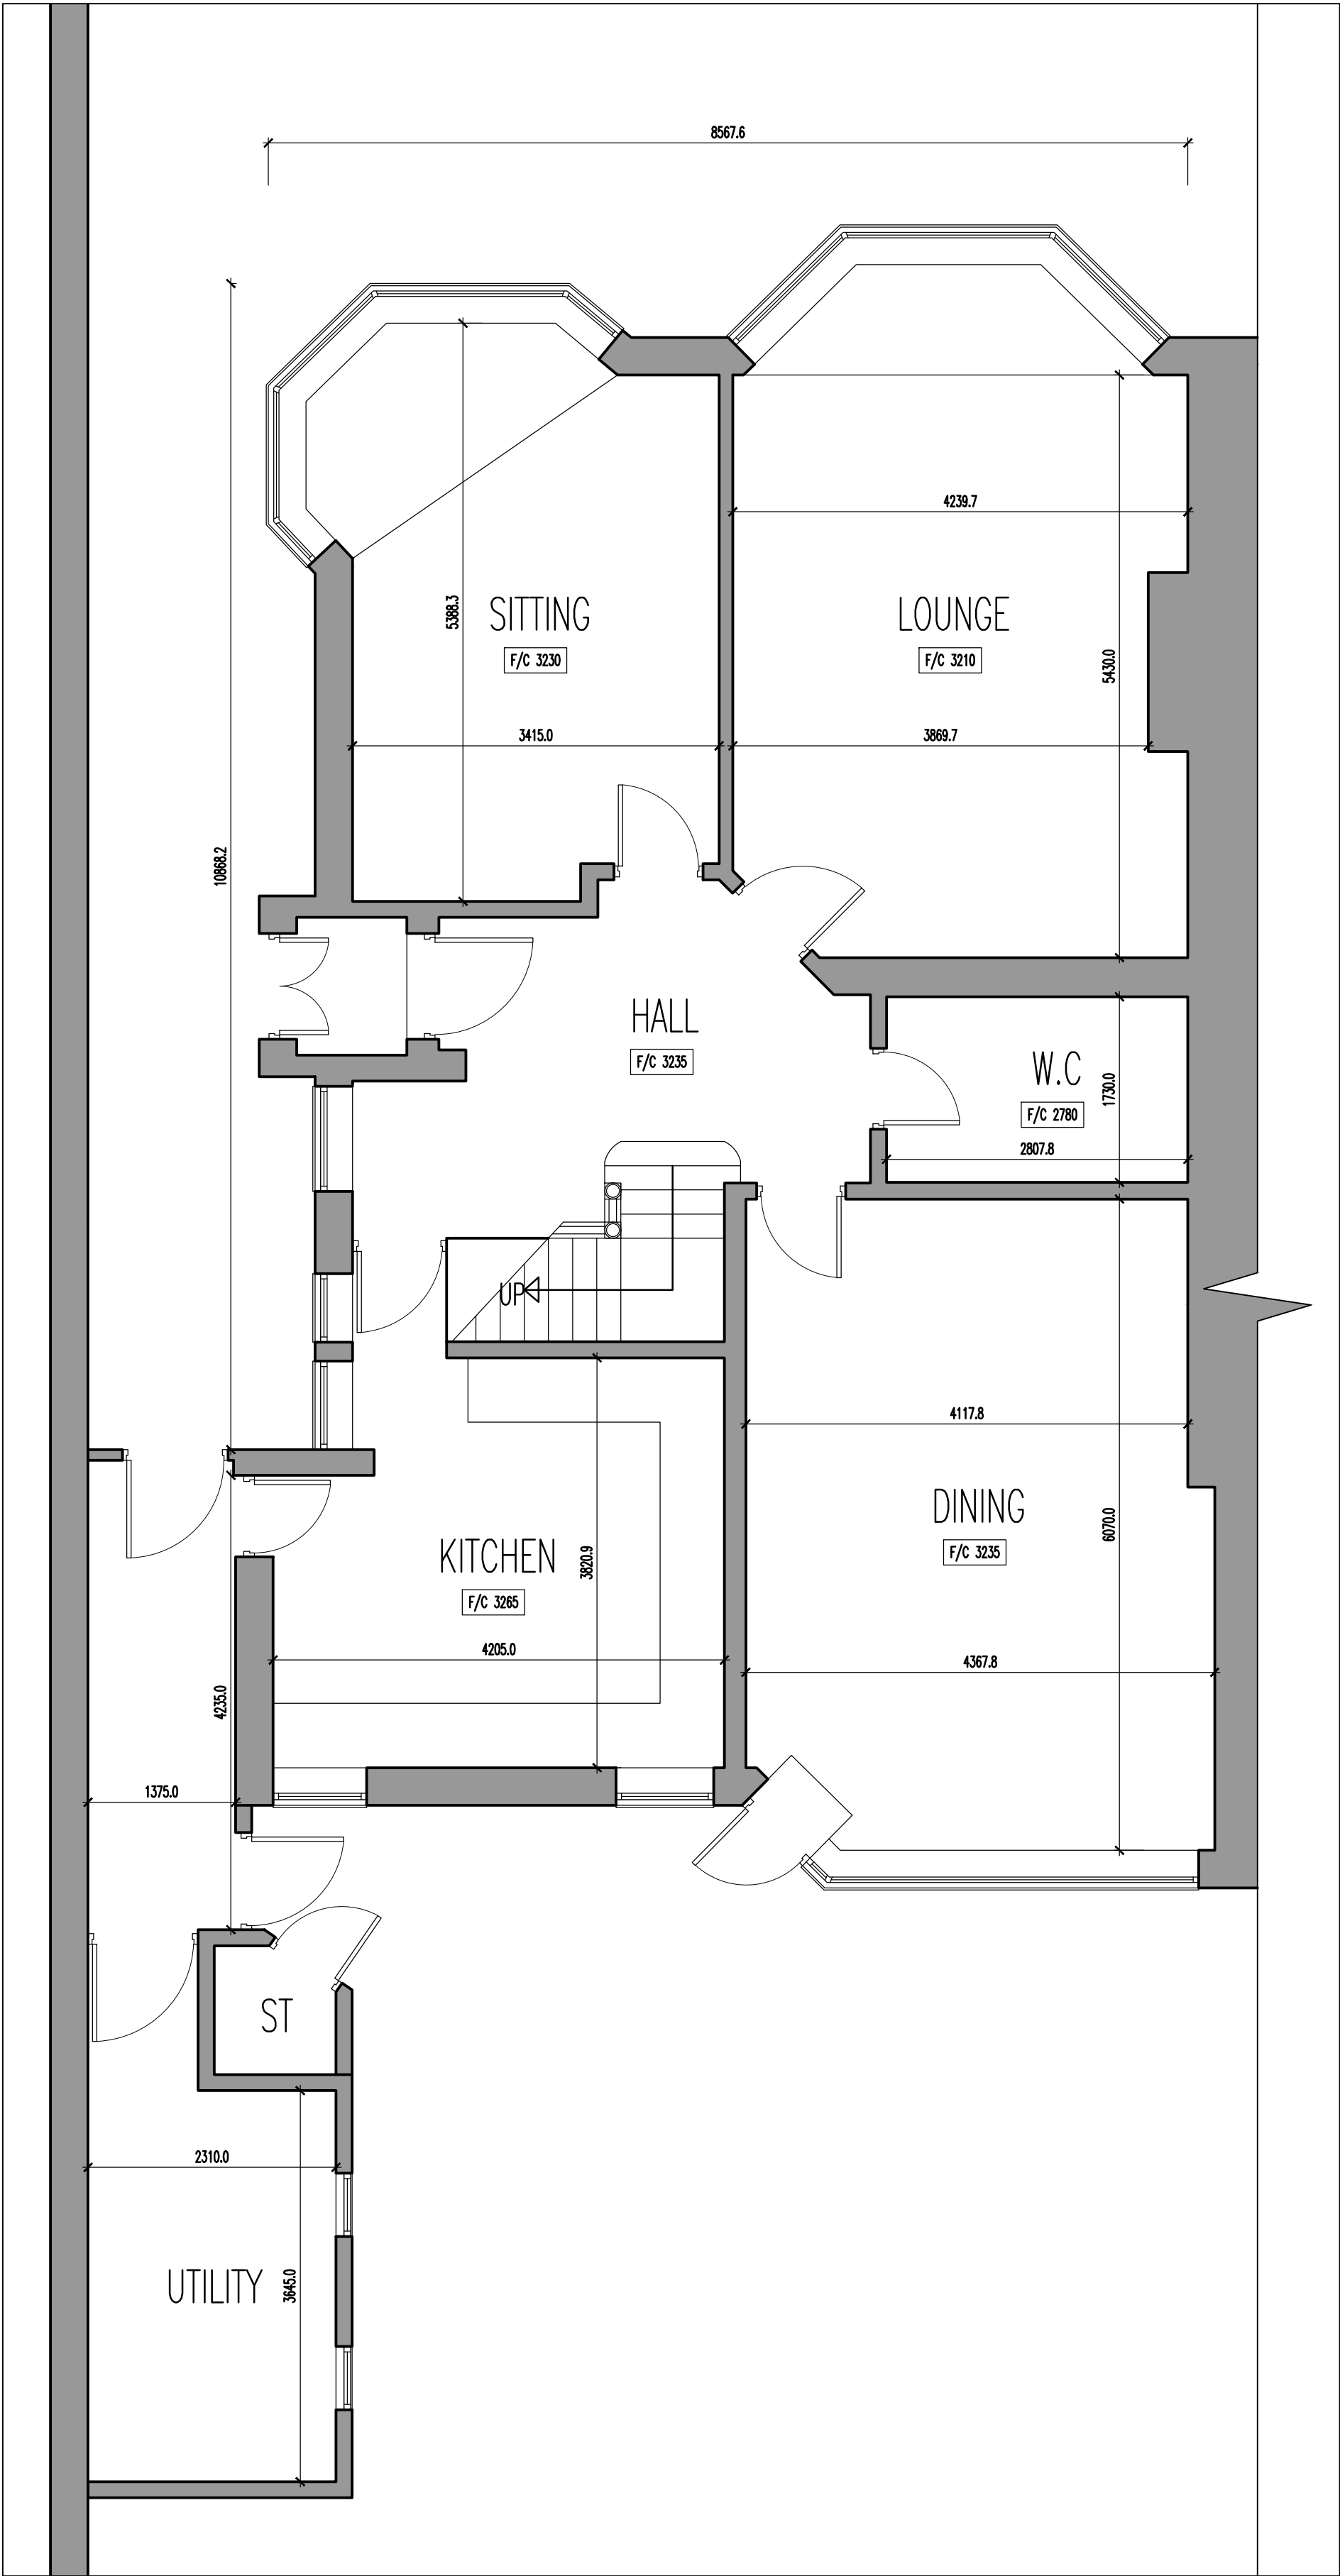 8567.6
4239.7
5388.3
SITTING
LOUNGE
F/C 3230
F/C 3210
5430.0
3415.0
3869.7
10868.2
HALL
F/C 3235
W.C
1730.0
F/C 2780
2807.8
UP
4117.8
DINING
6070.0
F/C 3235
KITCHEN
3820.9
F/C 3265
4205.0
4367.8
4235.0
1375.0
ST
2310.0
UTILITY
3645.0